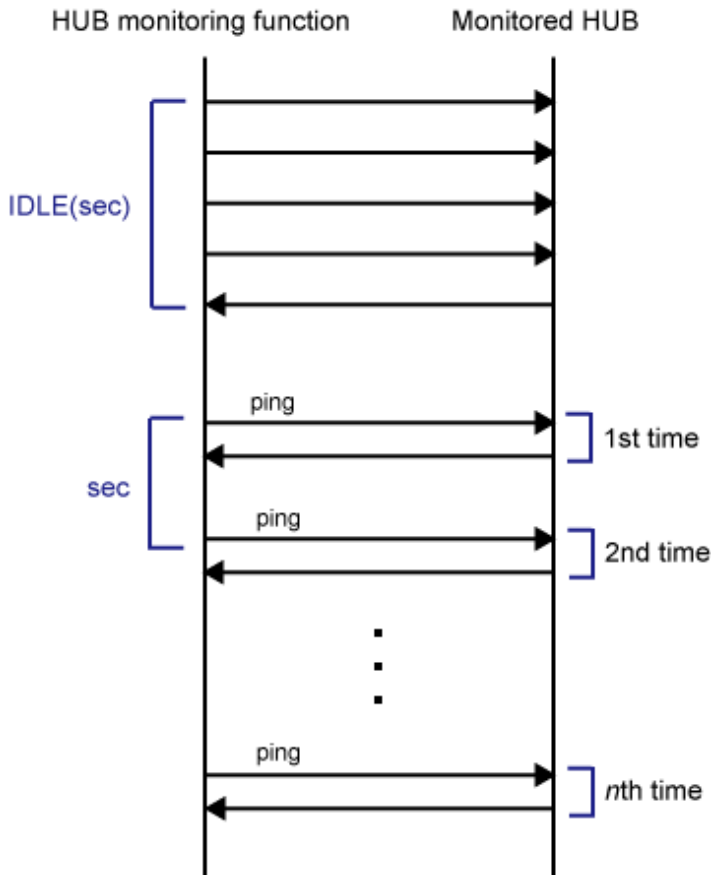 HUB monitoring function
Monitored HUB
IDLE(sec)
ping
1st time
sec
ping
2nd time
ping
nth time